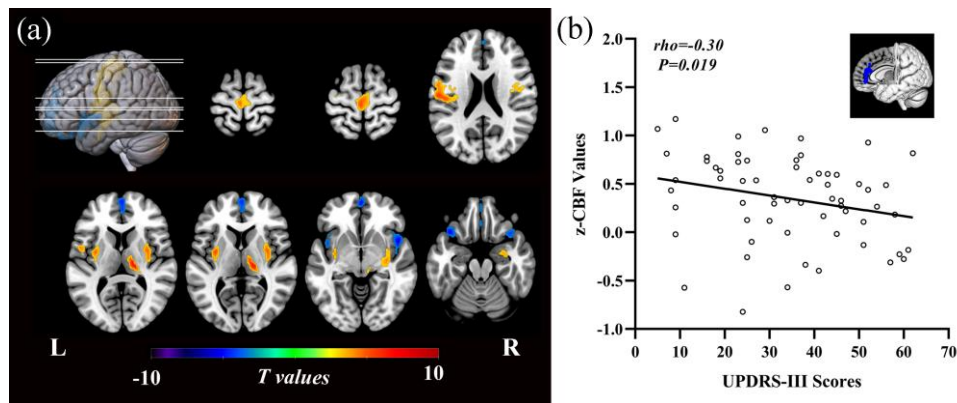 (a)
L
R
-10
T values
10
(b)
rho=-0.30
P=0.019
z-CBF Values
2.0
1.5
1.0
0.5
0.0
-0.5
-1.0
0 10 20 30 40 50 60 70
UPDRS-III Scores